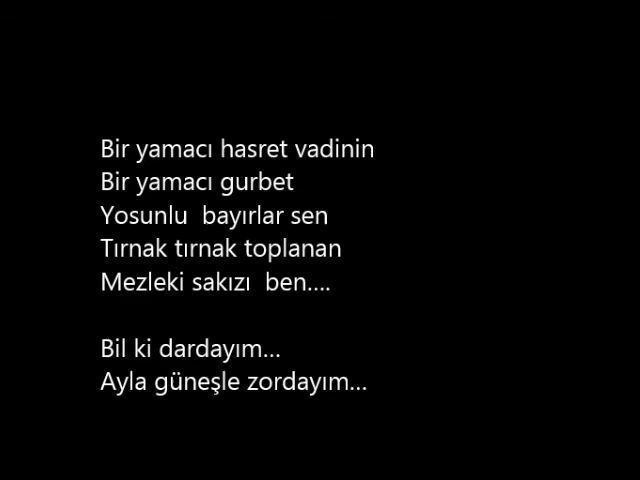 Bir yamacı hasret vadinin
Bir yamacı gurbet
Yosunlu  bayırlar sen
Tırnak tırnak toplanan
Mezleki sakızı  ben....

Bil ki dardayım...
Ayla güneşle zordayım...